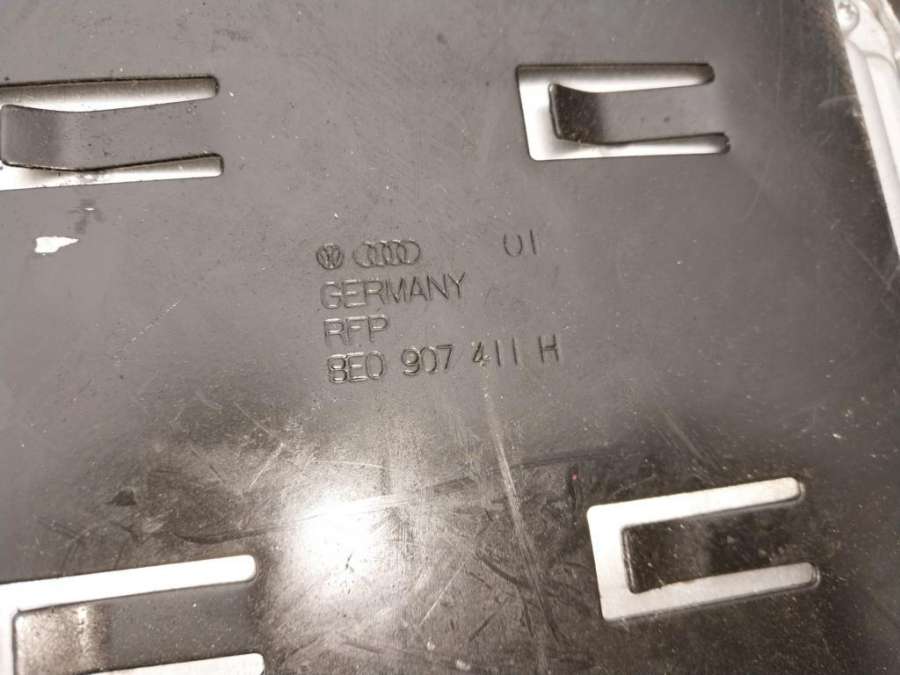 01
GERMANY
RFP
8E0 907 411 H